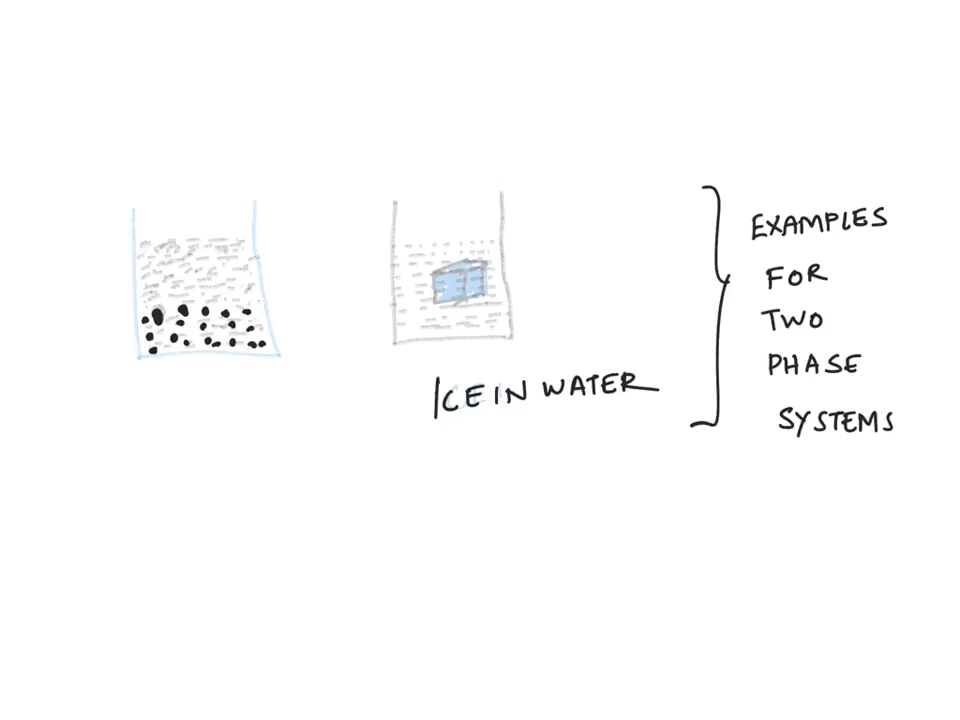 EXAMPLES
FOR
TWO
PHASE
SYSTEMS
ICE IN WATER